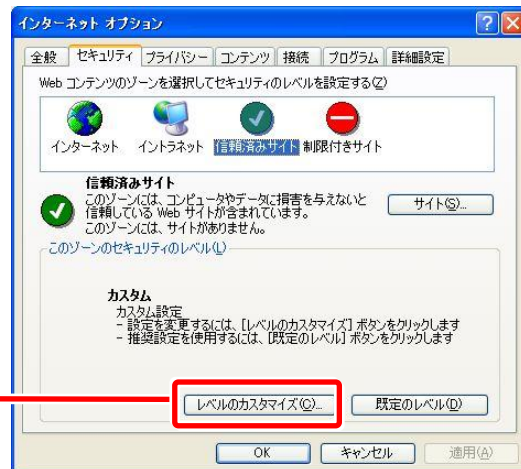 インターネット オプション
全般 セキュリティ プライバシー コンテンツ 接続 プログラム 詳細設定
Web コンテンツのゾーンを選択してセキュリティのレベルを設定する(Z)
インターネット イントラネット 信頼済みサイト 制限付きサイト
信頼済みサイト
このゾーンには、コンピュータやデータに損害を与えないと
信頼している Web サイトが含まれています。
このゾーンには、サイトがありません。
サイト(S)...
このゾーンのセキュリティのレベル(L)
カスタム
カスタム設定
- 設定を変更するには、[レベルのカスタマイズ] ボタンをクリックします
- 推奨設定を使用するには、[既定のレベル] ボタンをクリックします
レベルのカスタマイズ(C)... 既定のレベル(D)
OK キャンセル 適用(A)